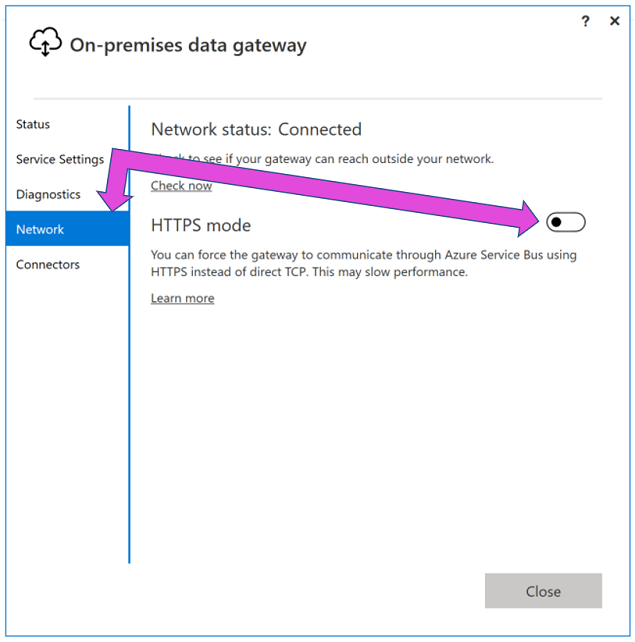 ? ×
On-premises data gateway
Status
Service Settings
Diagnostics
Network
Connectors
Network status: Connected
to see if your gateway can reach outside your network.
Check now
HTTPS mode
You can force the gateway to communicate through Azure Service Bus using
HTTPS instead of direct TCP. This may slow performance.
Learn more
Close